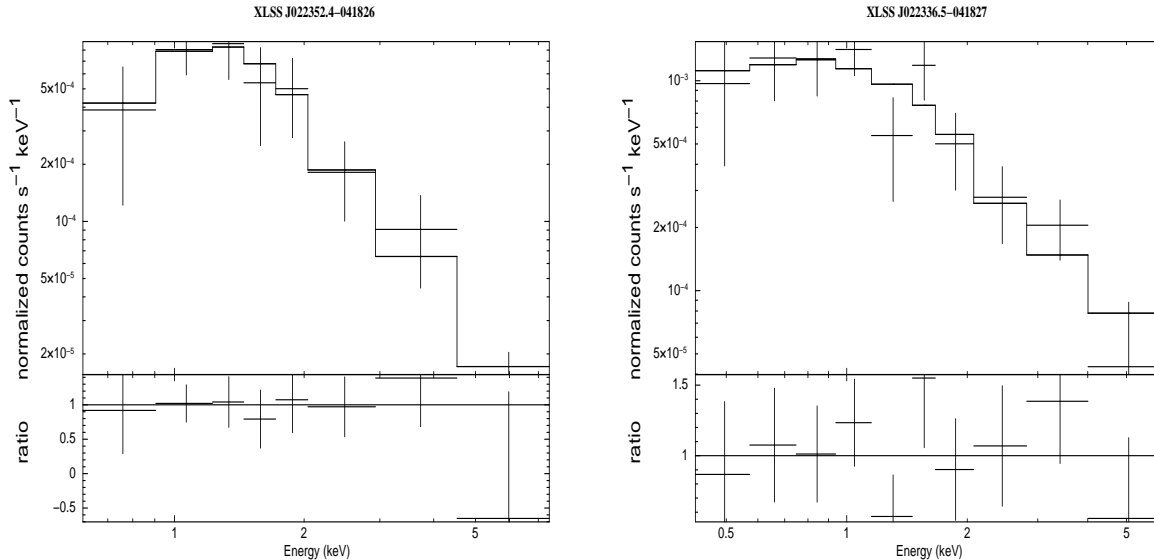 XLSS J022352.4−041826
normalized counts s−1 keV−1
5×10−4
2×10−4
10−4
5×10−5
2×10−5
ratio
1
0.5
0
−0.5
1
2
5
Energy (keV)
XLSS J022336.5−041827
normalized counts s−1 keV−1
10−3
5×10−4
2×10−4
10−4
5×10−5
ratio
1.5
1
0.5
1
2
5
Energy (keV)